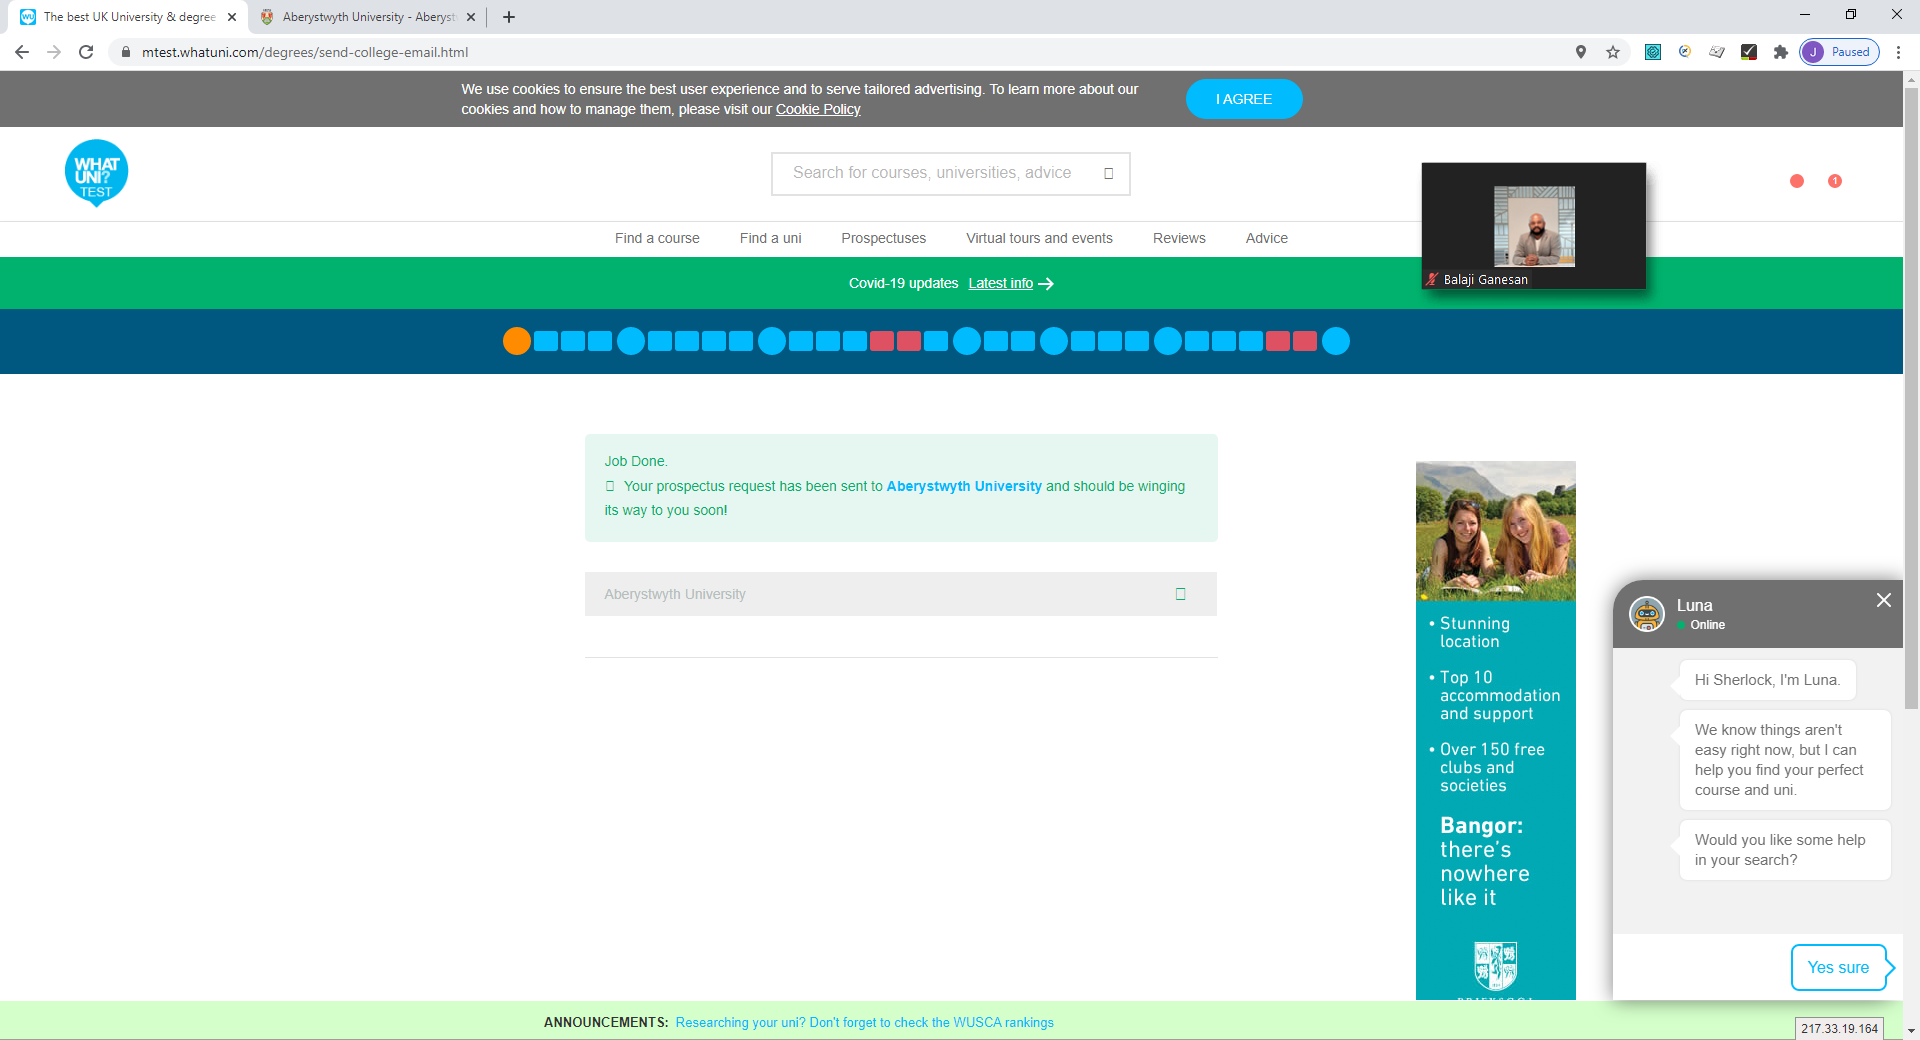 The best UK University & degree
Aberystwyth University - Aberyst
mtest.whatuni.com/degrees/send-college-email.html
J Paused
We use cookies to ensure the best user experience and to serve tailored advertising. To learn more about our
cookies and how to manage them, please visit our Cookie Policy
I AGREE
WHAT
UNI?
TEST
Search for courses, universities, advice
1
Find a course
Find a uni
Prospectuses
Virtual tours and events
Reviews
Advice
Balaji Ganesan
Covid-19 updates Latest info
Job Done.
Your prospectus request has been sent to Aberystwyth University and should be winging
its way to you soon!
Aberystwyth University
• Stunning
location
• Top 10
accommodation
and support
• Over 150 free
clubs and
societies
Bangor:
there's
nowhere
like it
Luna
Online
Hi Sherlock, I'm Luna.
We know things aren't
easy right now, but I can
help you find your perfect
course and uni.
Would you like some help
in your search?
Yes sure
ANNOUNCEMENTS: Researching your uni? Don't forget to check the WUSCA rankings
217.33.19.164